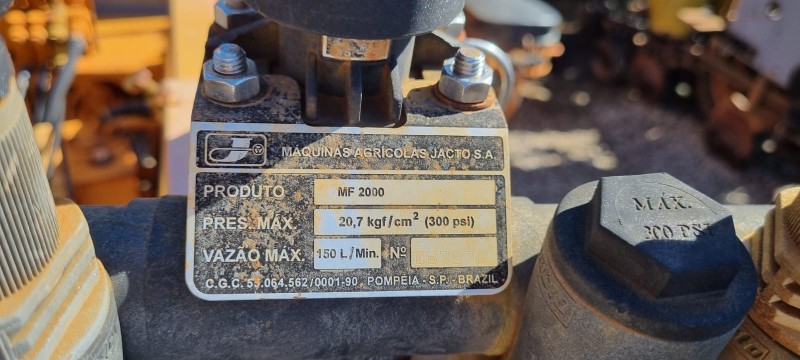 J
MÁQUINAS AGRÍCOLAS JACTO S.A
PRODUTO MF 2000
PRES. MÁX. 20,7 kgf/cm² (300 psi)
VAZÃO MÁX. 150 L/Min. Nº
C.G.C. 55.064.562/0001-90 POMPEIA - S.P. - BRAZIL
MÁX.
300 PSI